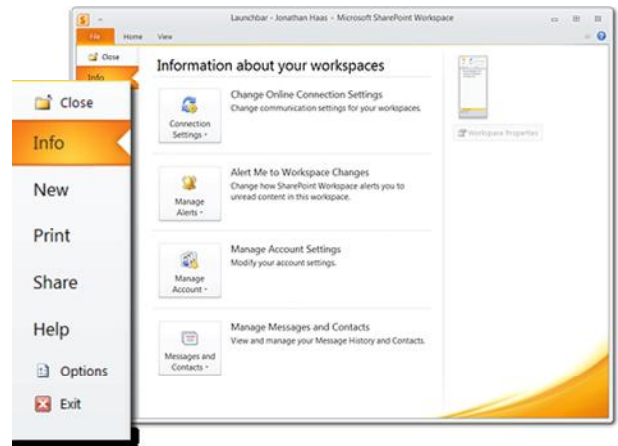 Launchbar - Jonathan Haas - Microsoft SharePoint Workspace
File Home View
Close
Info
Close
Info
New
Print
Share
Help
Options
Exit
Information about your workspaces
Connection
Settings
Change Online Connection Settings
Change communication settings for your workspaces.
Manage
Alerts
Alert Me to Workspace Changes
Change how SharePoint Workspace alerts you to
unread content in this workspace.
Manage
Account
Manage Account Settings
Modify your account settings.
Messages and
Contacts
Manage Messages and Contacts
View and manage your Message History and Contacts.
Workspace Properties